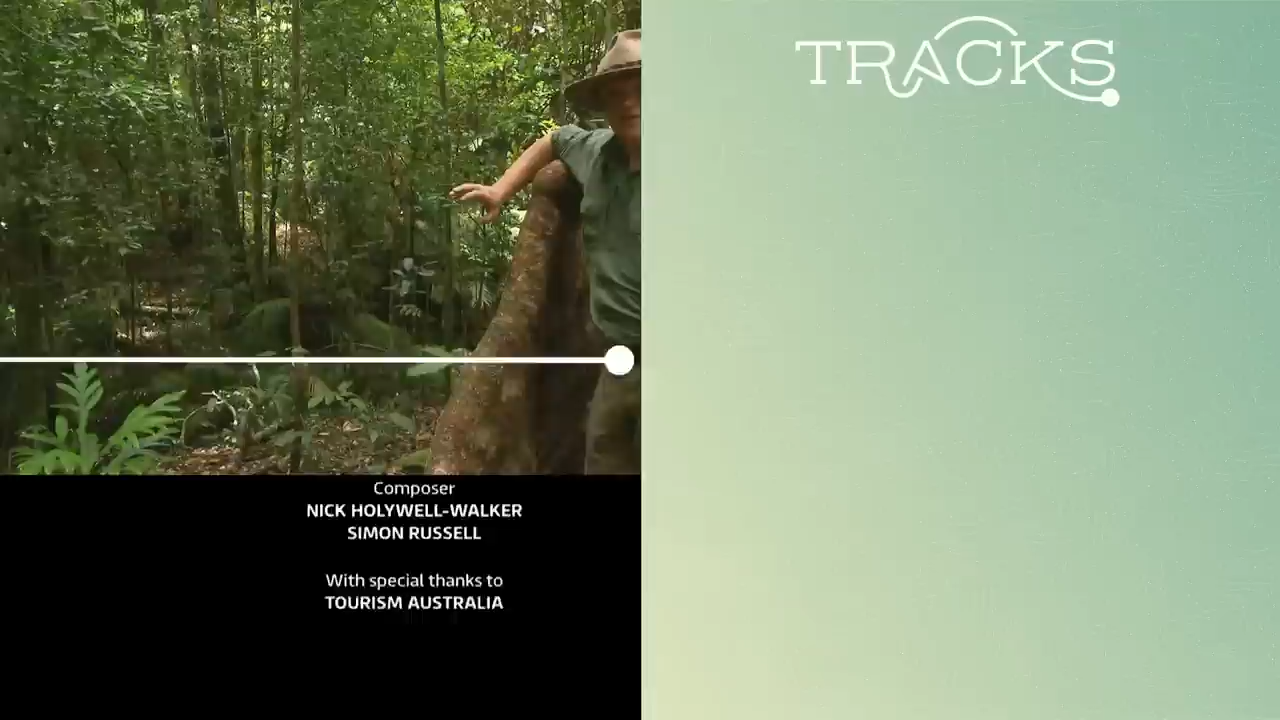 TRACKS
Composer
NICK HOLYWELL-WALKER
SIMON RUSSELL
With special thanks to
TOURISM AUSTRALIA